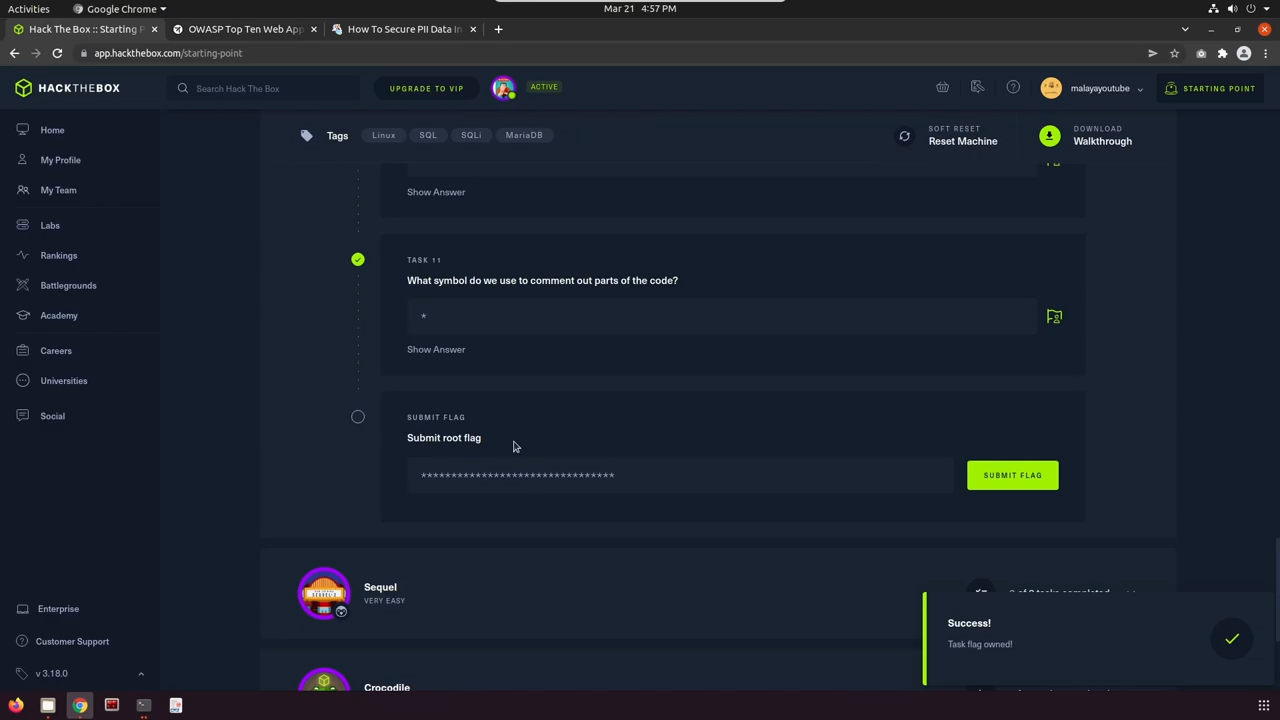 Activities
Google Chrome
Mar 21 4:57 PM
Hack The Box :: Starting P
OWASP Top Ten Web App
How To Secure PII Data In
app.hackthebox.com/starting-point
HACKTHEBOX
Search Hack The Box
UPGRADE TO VIP
ACTIVE
malayayoutube
STARTING POINT
Home
My Profile
My Team
Labs
Rankings
Battlegrounds
Academy
Careers
Universities
Social
Enterprise
Customer Support
v 3.18.0
Tags
Linux
SQL
SQLi
MariaDB
SOFT RESET
Reset Machine
DOWNLOAD
Walkthrough
Show Answer
TASK 11
What symbol do we use to comment out parts of the code?
*
Show Answer
SUBMIT FLAG
Submit root flag
********************************
SUBMIT FLAG
Sequel
VERY EASY
Crocodile
Success!
Task flag owned!